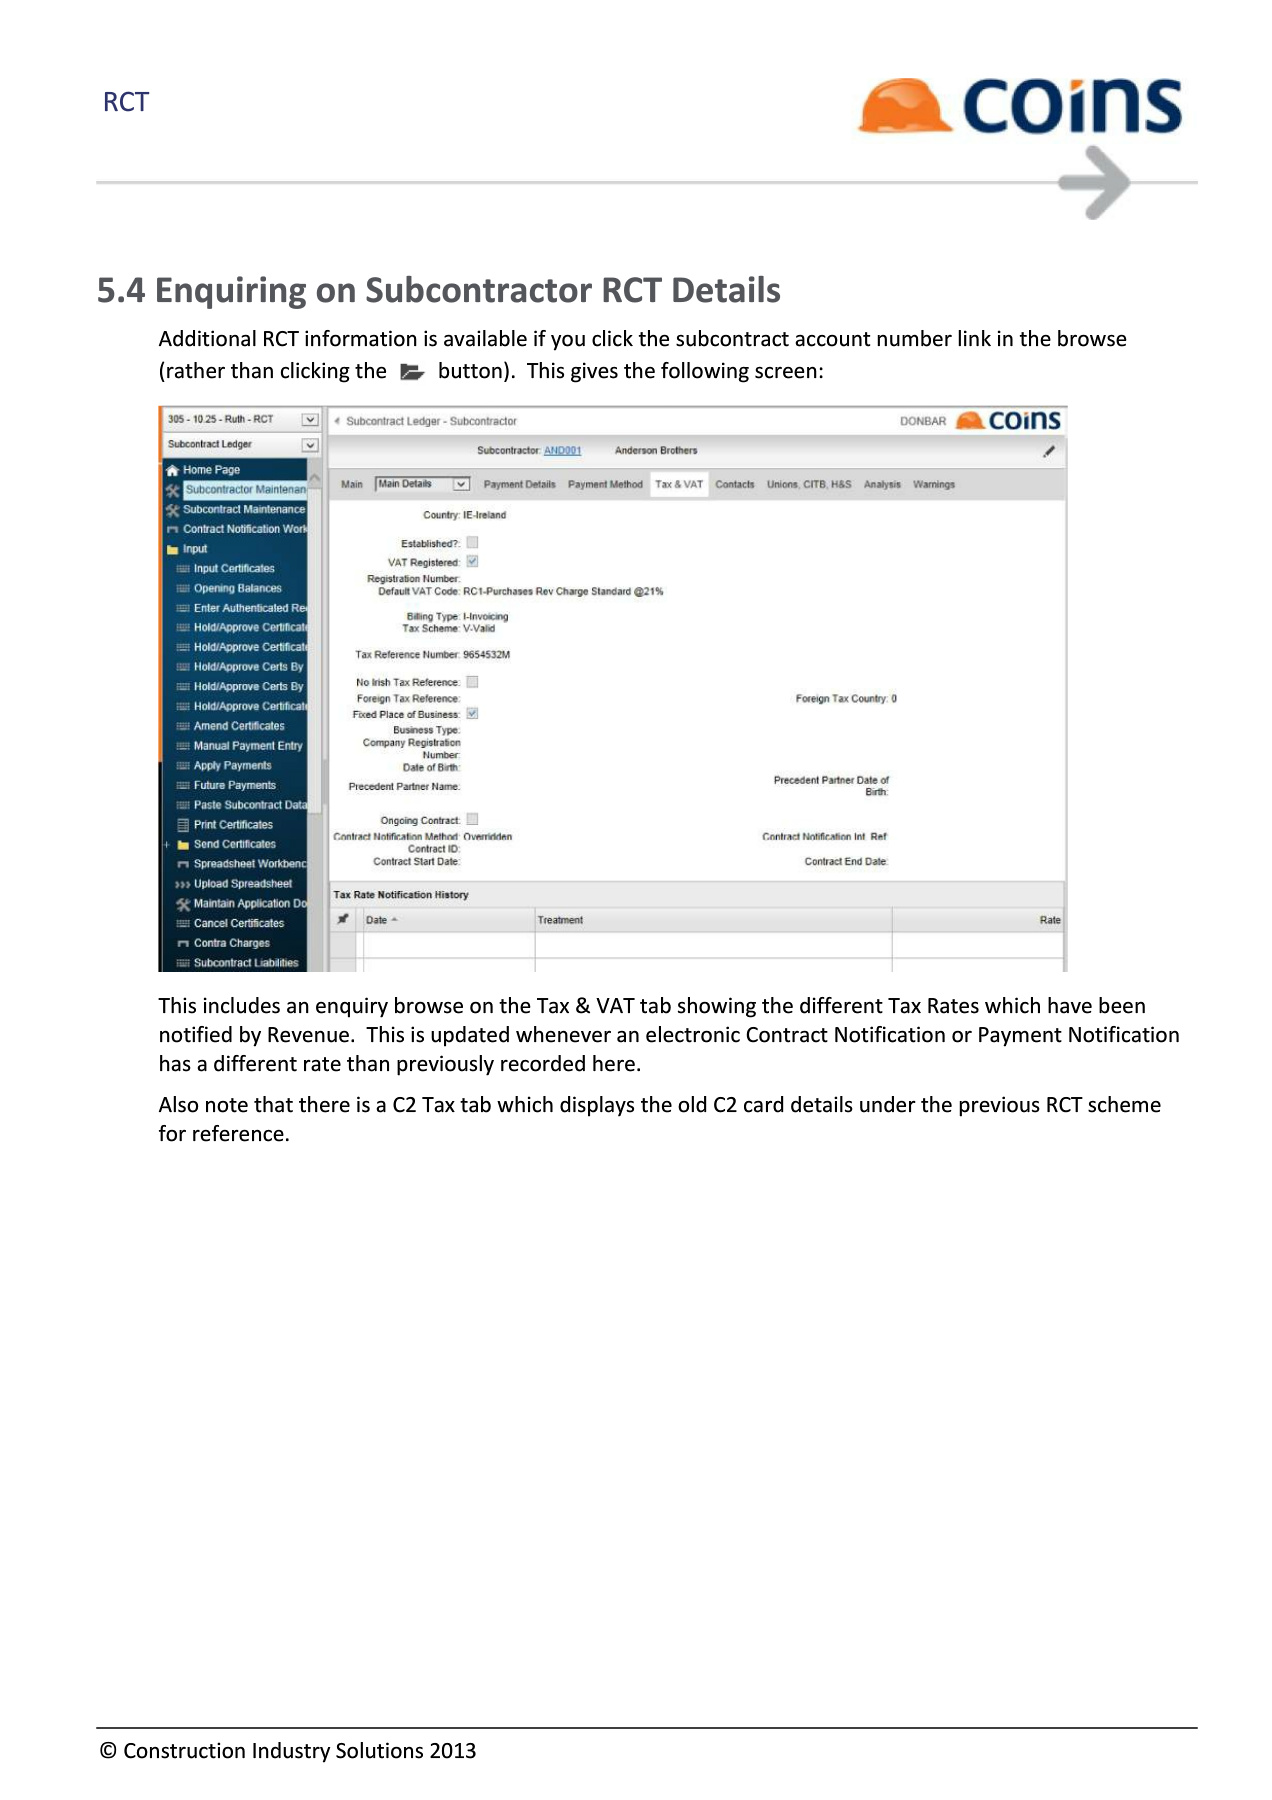 RCT
coins
5.4 Enquiring on Subcontractor RCT Details
Additional RCT information is available if you click the subcontract account number link in the browse
(rather than clicking the button). This gives the following screen:
305 - 10.25 - Ruth - RCT
Subcontract Ledger
Home Page
Subcontractor Maintenan
Subcontract Maintenance
Contract Notification Work
Input
Input Certificates
Opening Balances
Enter Authenticated Re
Hold/Approve Certificat
Hold/Approve Certificat
Hold/Approve Certs By
Hold/Approve Certs By
Hold/Approve Certificat
Amend Certificates
Manual Payment Entry
Apply Payments
Future Payments
Paste Subcontract Data
Print Certificates
+ Send Certificates
Spreadsheet Workbenc
Upload Spreadsheet
Maintain Application Do
Cancel Certificates
Contra Charges
Subcontract Liabilities
Subcontract Ledger - Subcontractor
DONBAR coins
Subcontractor: AND001 Anderson Brothers
Main Main Details Payment Details Payment Method Tax & VAT Contacts Unions, CITB, H&S Analysis Warnings
Country: IE-Ireland
Established?:
VAT Registered:
Registration Number:
Default VAT Code: RC1-Purchases Rev Charge Standard @21%
Billing Type: I-Invoicing
Tax Scheme: V-Valid
Tax Reference Number: 9654532M
No Irish Tax Reference:
Foreign Tax Reference: Foreign Tax Country: 0
Fixed Place of Business:
Business Type:
Company Registration
Number:
Date of Birth:
Precedent Partner Name: Precedent Partner Date of
Birth:
Ongoing Contract:
Contract Notification Method: Overridden Contract Notification Int. Ref:
Contract ID:
Contract Start Date: Contract End Date:
Tax Rate Notification History
Date Treatment Rate
This includes an enquiry browse on the Tax & VAT tab showing the different Tax Rates which have been
notified by Revenue. This is updated whenever an electronic Contract Notification or Payment Notification
has a different rate than previously recorded here.
Also note that there is a C2 Tax tab which displays the old C2 card details under the previous RCT scheme
for reference.
© Construction Industry Solutions 2013